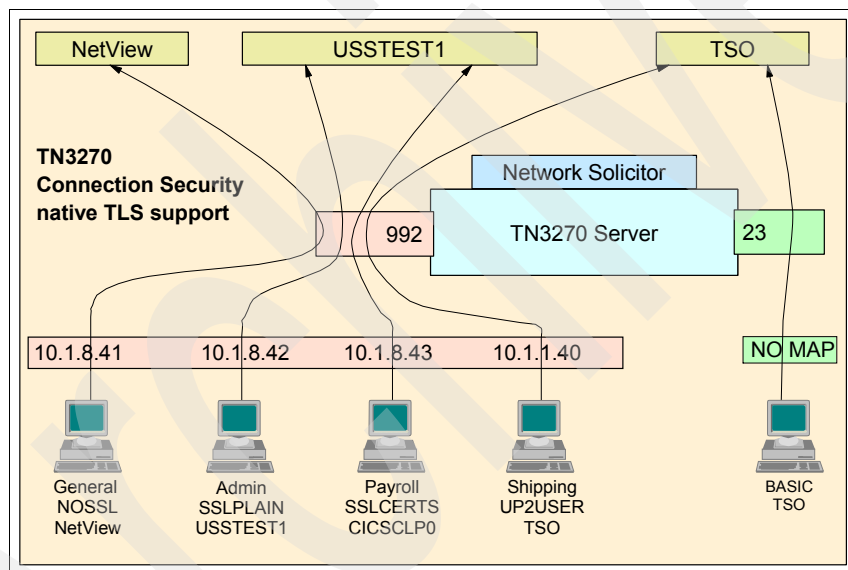 NetView
USSTEST1
TSO
TN3270
Connection Security
native TLS support
Network Solicitor
992
TN3270 Server
23
10.1.8.41
10.1.8.42
10.1.8.43
10.1.1.40
NO MAP
General
NOSSL
NetView
Admin
SSLPLAIN
USSTEST1
Payroll
SSLCERTS
CICSCLP0
Shipping
UP2USER
TSO
BASIC
TSO